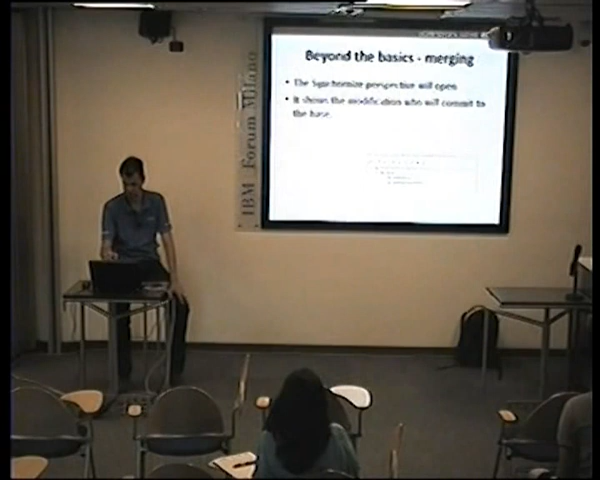 Beyond the basics - merging
• The Synchronize perspective will open
• It shows the modification who will commit to
the base.
IBM Forum Milano